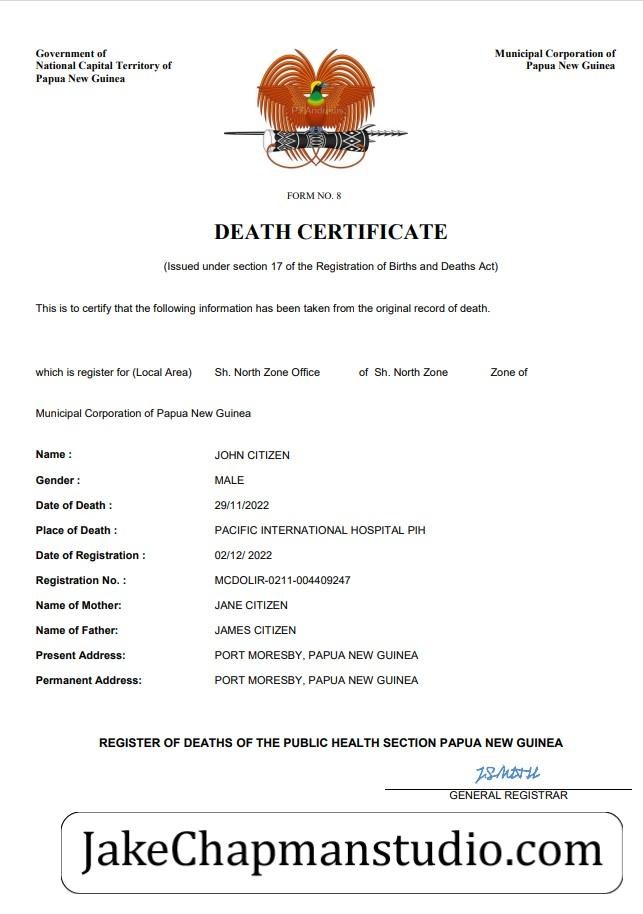 Government of
National Capital Territory of
Papua New Guinea
Municipal Corporation of
Papua New Guinea
FORM NO. 8
DEATH CERTIFICATE
(Issued under section 17 of the Registration of Births and Deaths Act)
This is to certify that the following information has been taken from the original record of death.
which is register for (Local Area) Sh. North Zone Office of Sh. North Zone Zone of
Municipal Corporation of Papua New Guinea
Name : JOHN CITIZEN
Gender : MALE
Date of Death : 29/11/2022
Place of Death : PACIFIC INTERNATIONAL HOSPITAL PIH
Date of Registration : 02/12/ 2022
Registration No. : MCDOLIR-0211-004409247
Name of Mother: JANE CITIZEN
Name of Father: JAMES CITIZEN
Present Address: PORT MORESBY, PAPUA NEW GUINEA
Permanent Address: PORT MORESBY, PAPUA NEW GUINEA
REGISTER OF DEATHS OF THE PUBLIC HEALTH SECTION PAPUA NEW GUINEA
GENERAL REGISTRAR
JakeChapmanstudio.com